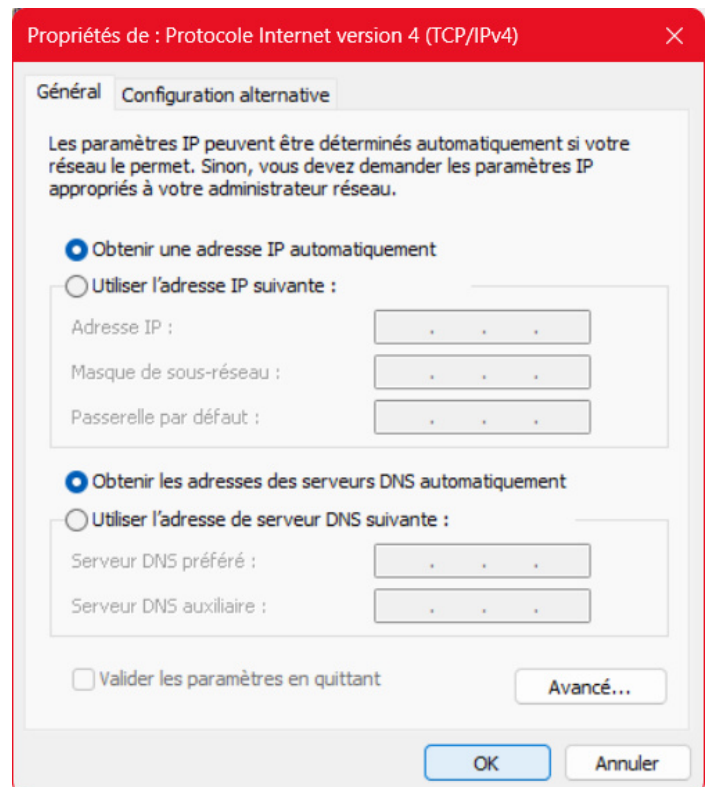 Propriétés de : Protocole Internet version 4 (TCP/IPv4)
Général
Configuration alternative
Les paramètres IP peuvent être déterminés automatiquement si votre
réseau le permet. Sinon, vous devez demander les paramètres IP
appropriés à votre administrateur réseau.
Obtenir une adresse IP automatiquement
Utiliser l'adresse IP suivante :
Adresse IP :
Masque de sous-réseau :
Passerelle par défaut :
Obtenir les adresses des serveurs DNS automatiquement
Utiliser l'adresse de serveur DNS suivante :
Serveur DNS préféré :
Serveur DNS auxiliaire :
Valider les paramètres en quittant
Avancé...
OK
Annuler